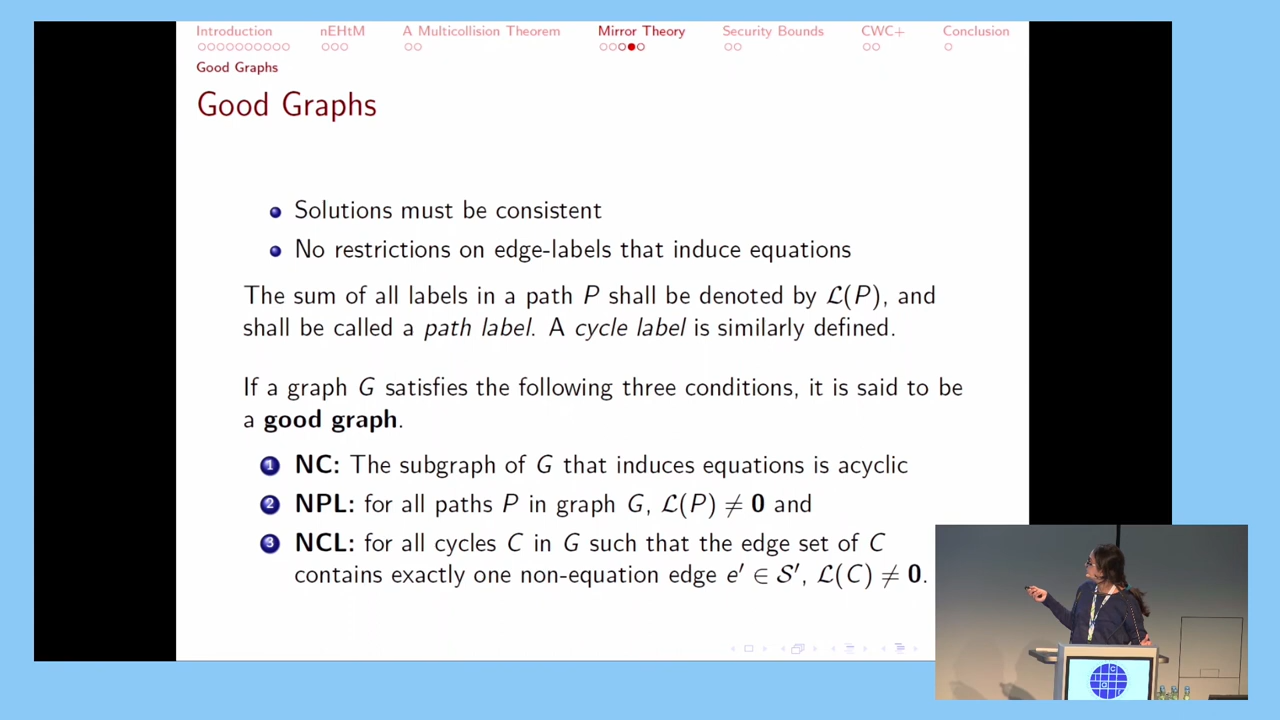 Introduction nEHtM A Multicollision Theorem Mirror Theory Security Bounds CWC+ Conclusion
Good Graphs
Good Graphs
Solutions must be consistent
No restrictions on edge-labels that induce equations
The sum of all labels in a path P shall be denoted by ℒ(P), and
shall be called a path label. A cycle label is similarly defined.
If a graph G satisfies the following three conditions, it is said to be
a good graph.
1 NC: The subgraph of G that induces equations is acyclic
2 NPL: for all paths P in graph G, ℒ(P) ≠ 0 and
3 NCL: for all cycles C in G such that the edge set of C
contains exactly one non-equation edge e′ ∈ 𝒮′, ℒ(C) ≠ 0.